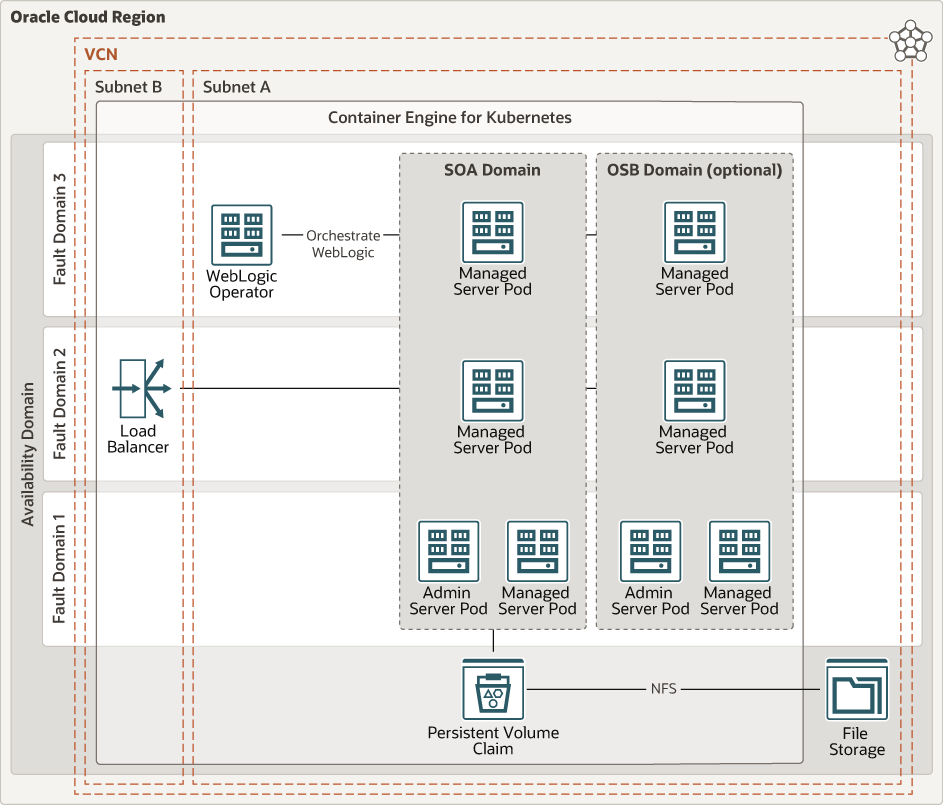 Oracle Cloud Region
VCN
Subnet B
Subnet A
Container Engine for Kubernetes
SOA Domain
OSB Domain (optional)
Availability Domain
Fault Domain 3
WebLogic
Operator
Orchestrate
WebLogic
Managed
Server Pod
Managed
Server Pod
Fault Domain 2
Load
Balancer
Managed
Server Pod
Managed
Server Pod
Fault Domain 1
Admin
Server Pod
Managed
Server Pod
Admin
Server Pod
Managed
Server Pod
Persistent Volume
Claim
NFS
File
Storage